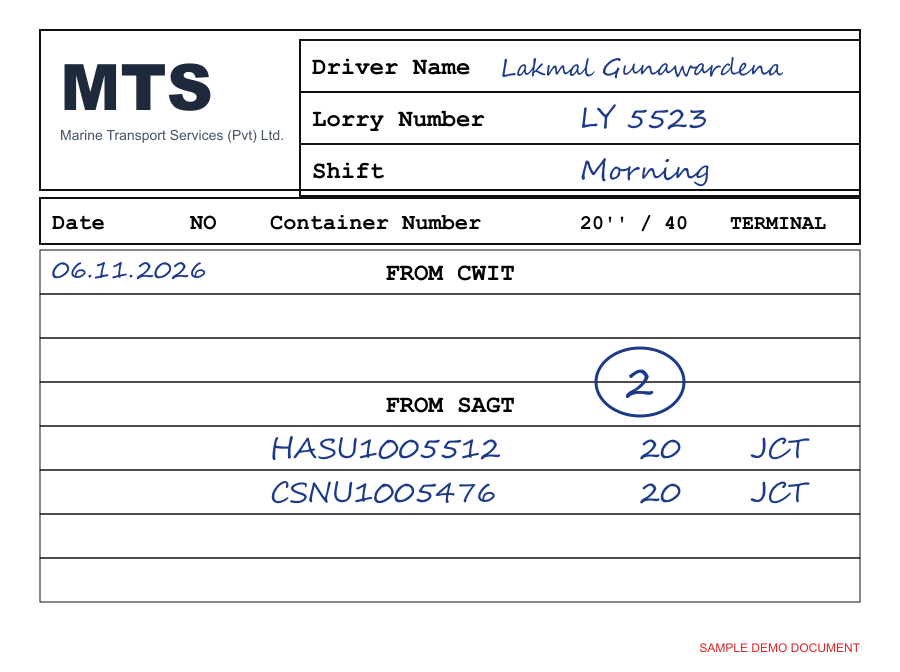 MTS
Marine Transport Services (Pvt) Ltd.
Driver Name Lakmal Gunawardena
Lorry Number LY 5523
Shift Morning
Date NO Container Number 20'' / 40 TERMINAL
06.11.2026 FROM CWIT
2
FROM SAGT
HASU1005512 20 JCT
CSNU1005476 20 JCT
SAMPLE DEMO DOCUMENT